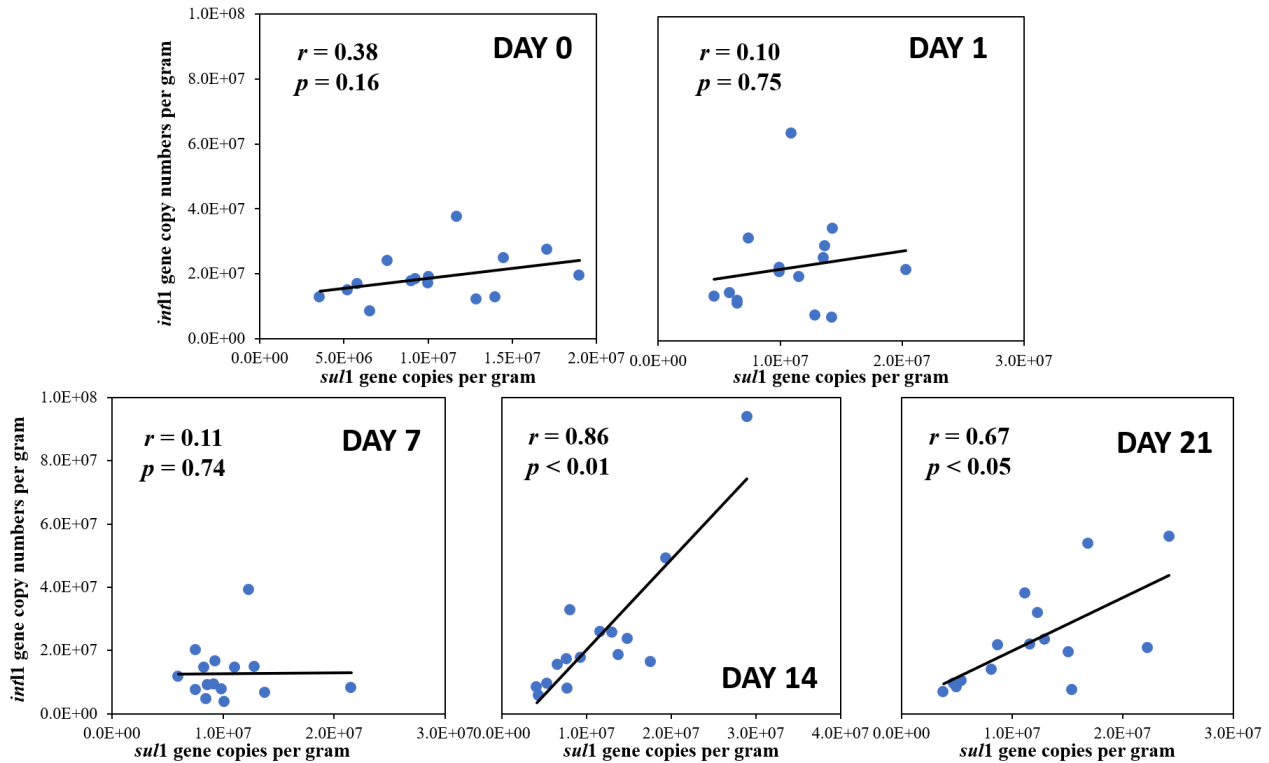 1.0E+08
8.0E+07
6.0E+07
4.0E+07
2.0E+07
0.0E+00
intI1 gene copy numbers per gram
r = 0.38
p = 0.16
DAY 0
0.0E+00 5.0E+06 1.0E+07 1.5E+07 2.0E+07
sul1 gene copies per gram
r = 0.10
p = 0.75
DAY 1
0.0E+00 1.0E+07 2.0E+07 3.0E+07
sul1 gene copies per gram
1.0E+08
8.0E+07
6.0E+07
4.0E+07
2.0E+07
0.0E+00
intI1 gene copy numbers per gram
r = 0.11
p = 0.74
DAY 7
0.0E+00 1.0E+07 2.0E+07 3.0E+07
sul1 gene copies per gram
r = 0.86
p < 0.01
DAY 14
0.0E+00 1.0E+07 2.0E+07 3.0E+07 4.0E+07
sul1 gene copies per gram
r = 0.67
p < 0.05
DAY 21
0.0E+00 1.0E+07 2.0E+07 3.0E+07
sul1 gene copies per gram